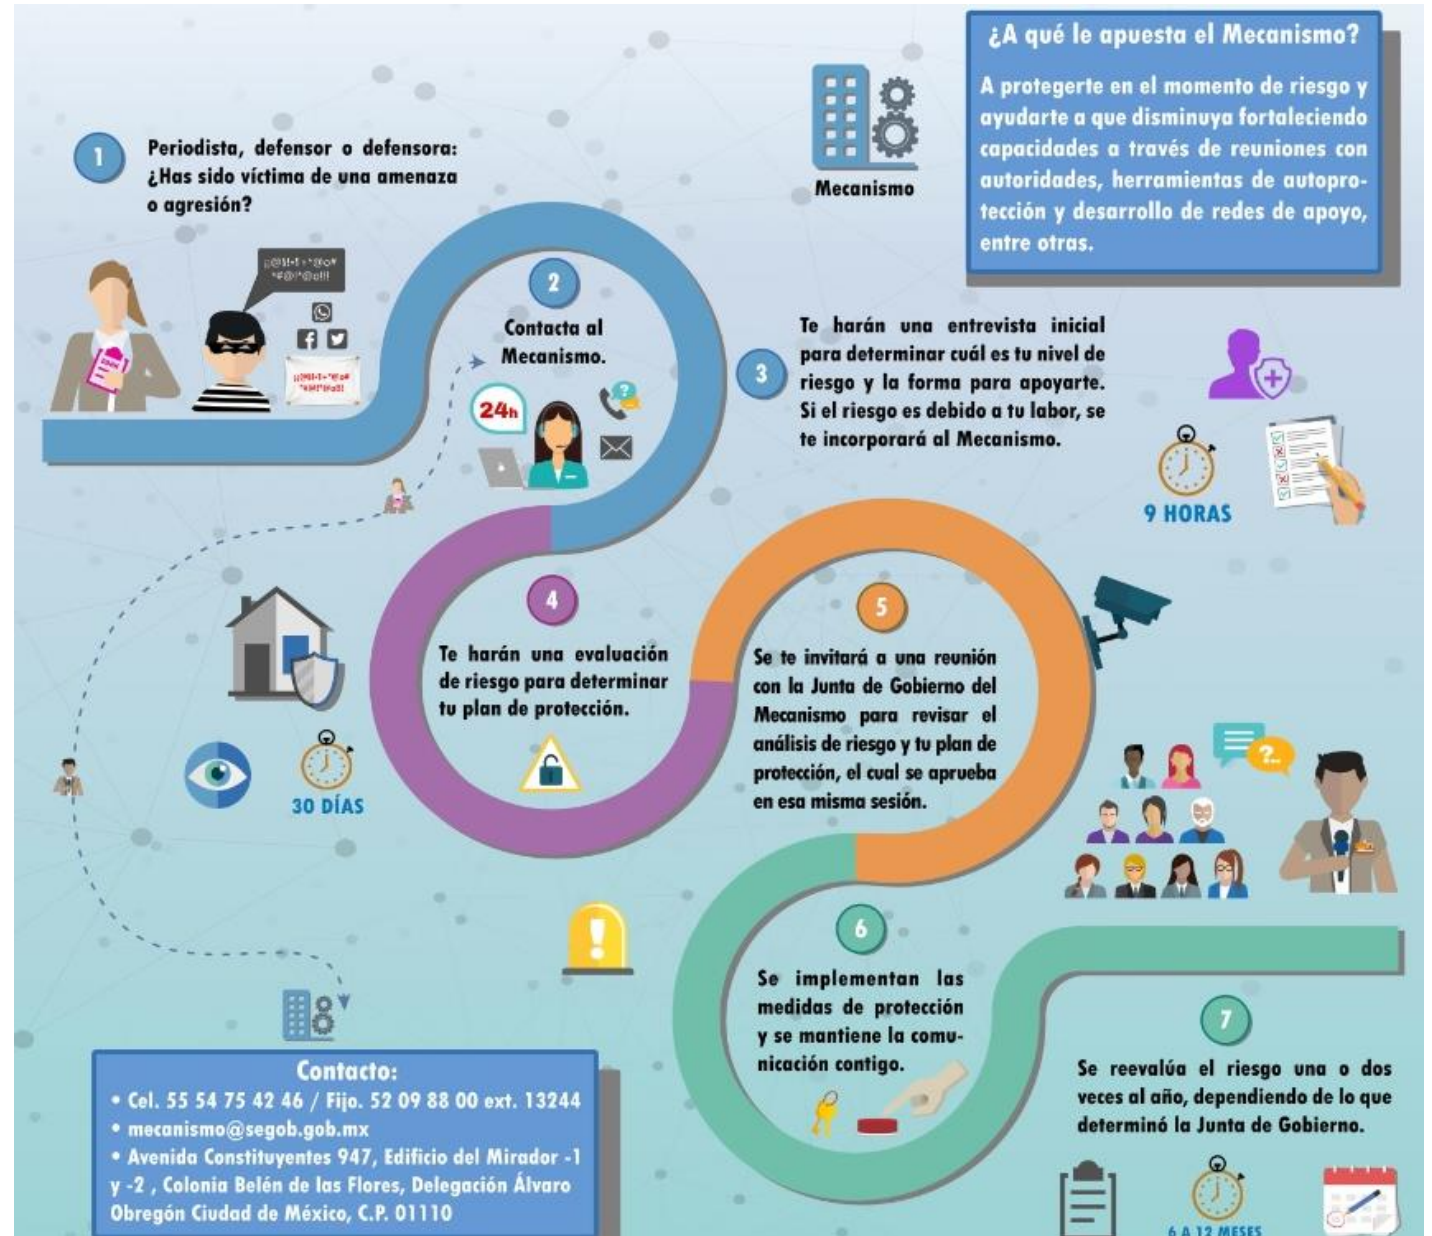 ¿A qué le apuesta el Mecanismo?
A protegerte en el momento de riesgo y
ayudarte a que disminuya fortaleciendo
capacidades a través de reuniones con
autoridades, herramientas de autopro-
tección y desarrollo de redes de apoyo,
entre otras.
Mecanismo
1
Periodista, defensor o defensora:
¿Has sido víctima de una amenaza
o agresión?
2
Contacta al
Mecanismo.
24h
3
Te harán una entrevista inicial
para determinar cuál es tu nivel de
riesgo y la forma para apoyarte.
Si el riesgo es debido a tu labor, se
te incorporará al Mecanismo.
9 HORAS
4
Te harán una evaluación
de riesgo para determinar
tu plan de protección.
30 DÍAS
5
Se te invitará a una reunión
con la Junta de Gobierno del
Mecanismo para revisar el
análisis de riesgo y tu plan de
protección, el cual se aprueba
en esa misma sesión.
?..
6
Se implementan las
medidas de protección
y se mantiene la comu-
nicación contigo.
7
Se reevalúa el riesgo una o dos
veces al año, dependiendo de lo que
determinó la Junta de Gobierno.
6 A 12 MESES
Contacto:
• Cel. 55 54 75 42 46 / Fijo. 52 09 88 00 ext. 13244
• mecanismo@segob.gob.mx
• Avenida Constituyentes 947, Edificio del Mirador -1
y -2 , Colonia Belén de las Flores, Delegación Álvaro
Obregón Ciudad de México, C.P. 01110